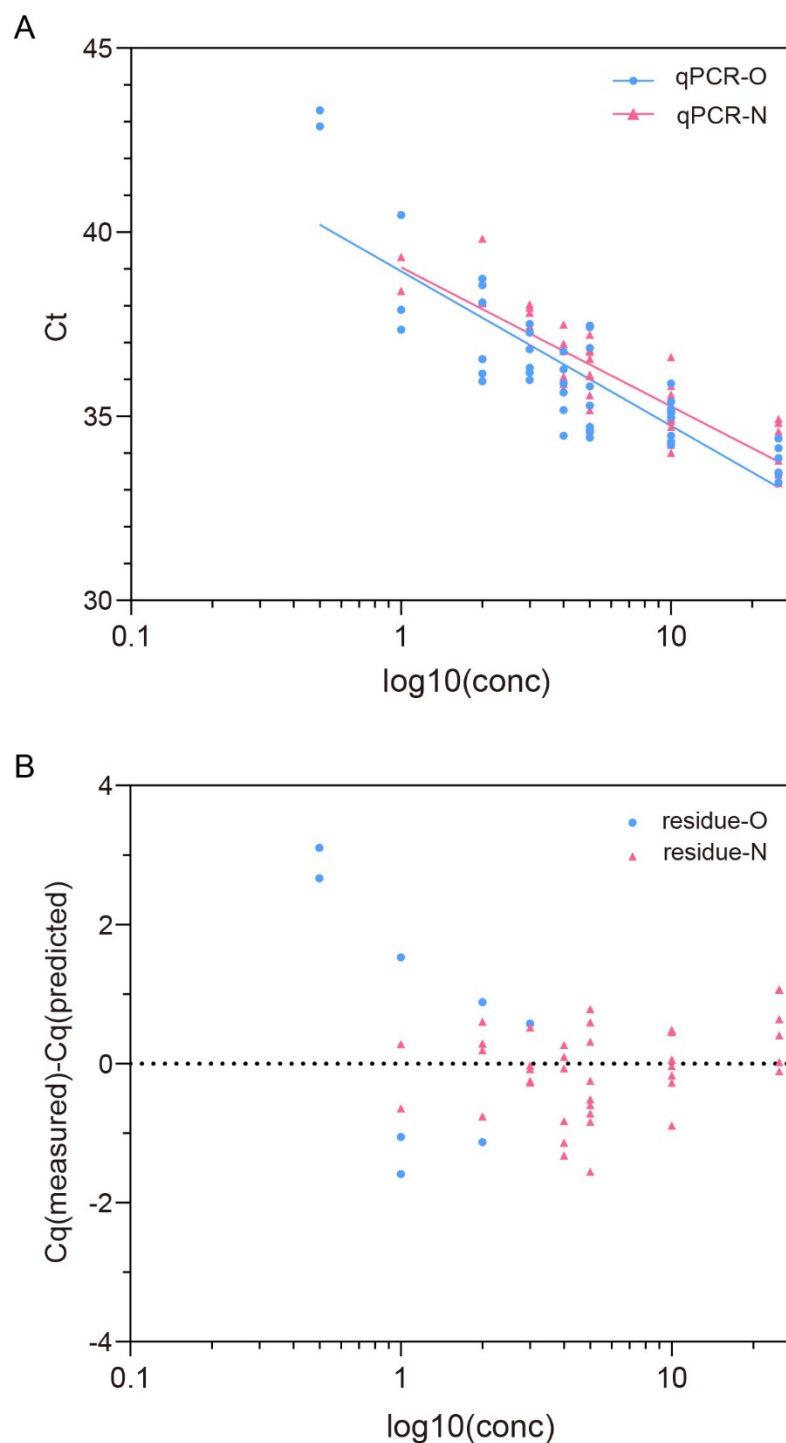 A
45
40
35
30
Ct
qPCR-O
qPCR-N
0.1
1
10
log10(conc)
B
4
2
0
-2
-4
Cq(measured)-Cq(predicted)
residue-O
residue-N
0.1
1
10
log10(conc)